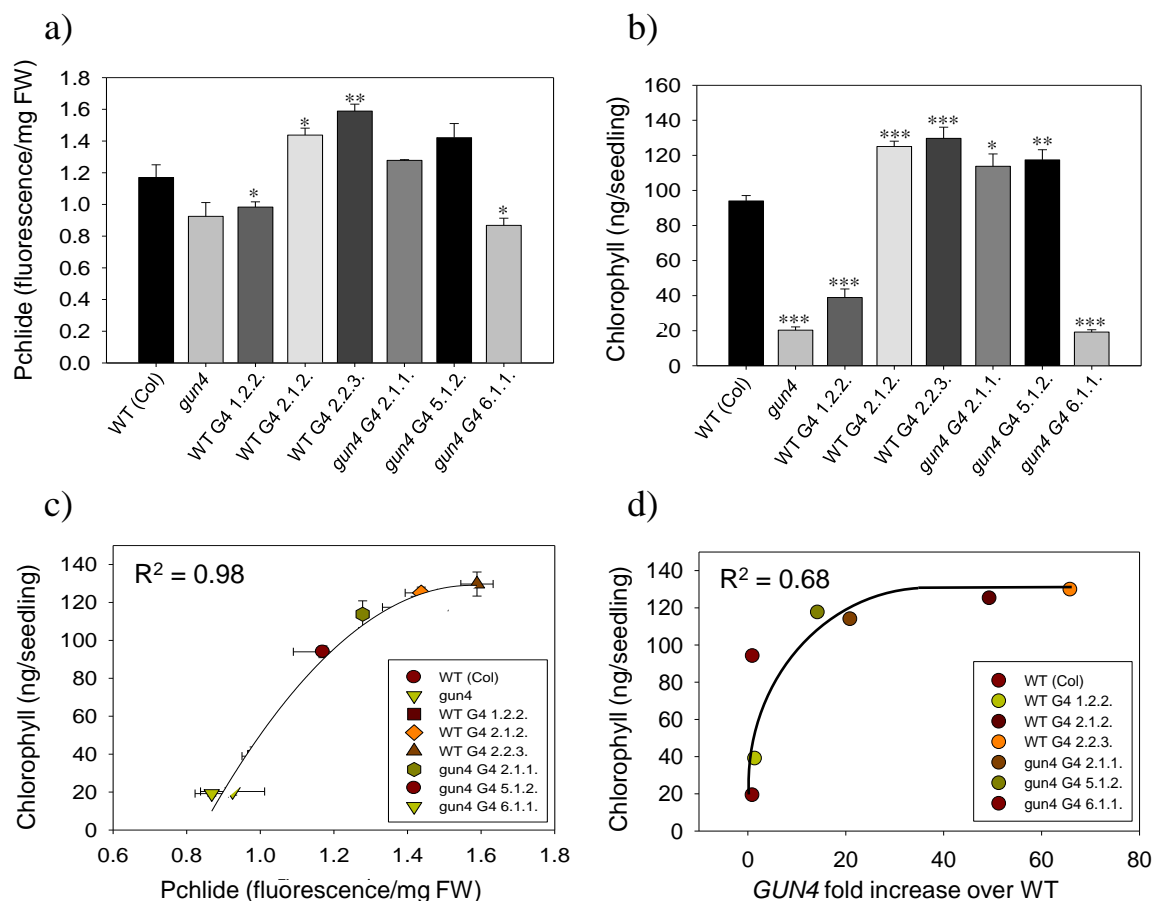 a)
Pchlide (fluorescence/mg FW)
1.8
1.6
1.4
1.2
1.0
0.8
0.6
0.4
0.2
0.0
*
*
**
*
WT (Col)
gun4
WT G4 1.2.2.
WT G4 2.1.2.
WT G4 2.2.3.
gun4 G4 2.1.1.
gun4 G4 5.1.2.
gun4 G4 6.1.1.
b)
Chlorophyll (ng/seedling)
160
140
120
100
80
60
40
20
0
***
***
***
***
*
**
***
WT (Col)
gun4
WT G4 1.2.2.
WT G4 2.1.2.
WT G4 2.2.3.
gun4 G4 2.1.1.
gun4 G4 5.1.2.
gun4 G4 6.1.1.
c)
Chlorophyll (ng/seedling)
140
120
100
80
60
40
20
0
R² = 0.98
WT (Col)
gun4
WT G4 1.2.2.
WT G4 2.1.2.
WT G4 2.2.3.
gun4 G4 2.1.1.
gun4 G4 5.1.2.
gun4 G4 6.1.1.
0.6 0.8 1.0 1.2 1.4 1.6 1.8
Pchlide (fluorescence/mg FW)
d)
Chlorophyll (ng/seedling)
140
120
100
80
60
40
20
0
R² = 0.68
WT (Col)
WT G4 1.2.2.
WT G4 2.1.2.
WT G4 2.2.3.
gun4 G4 2.1.1.
gun4 G4 5.1.2.
gun4 G4 6.1.1.
0 20 40 60 80
GUN4 fold increase over WT